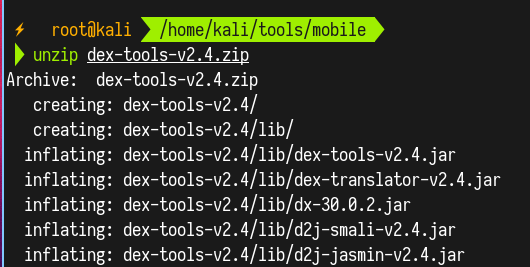 ⚡ root@kali /home/kali/tools/mobile
unzip dex-tools-v2.4.zip
Archive:  dex-tools-v2.4.zip
   creating: dex-tools-v2.4/
   creating: dex-tools-v2.4/lib/
  inflating: dex-tools-v2.4/lib/dex-tools-v2.4.jar
  inflating: dex-tools-v2.4/lib/dex-translator-v2.4.jar
  inflating: dex-tools-v2.4/lib/dx-30.0.2.jar
  inflating: dex-tools-v2.4/lib/d2j-smali-v2.4.jar
  inflating: dex-tools-v2.4/lib/d2j-jasmin-v2.4.jar